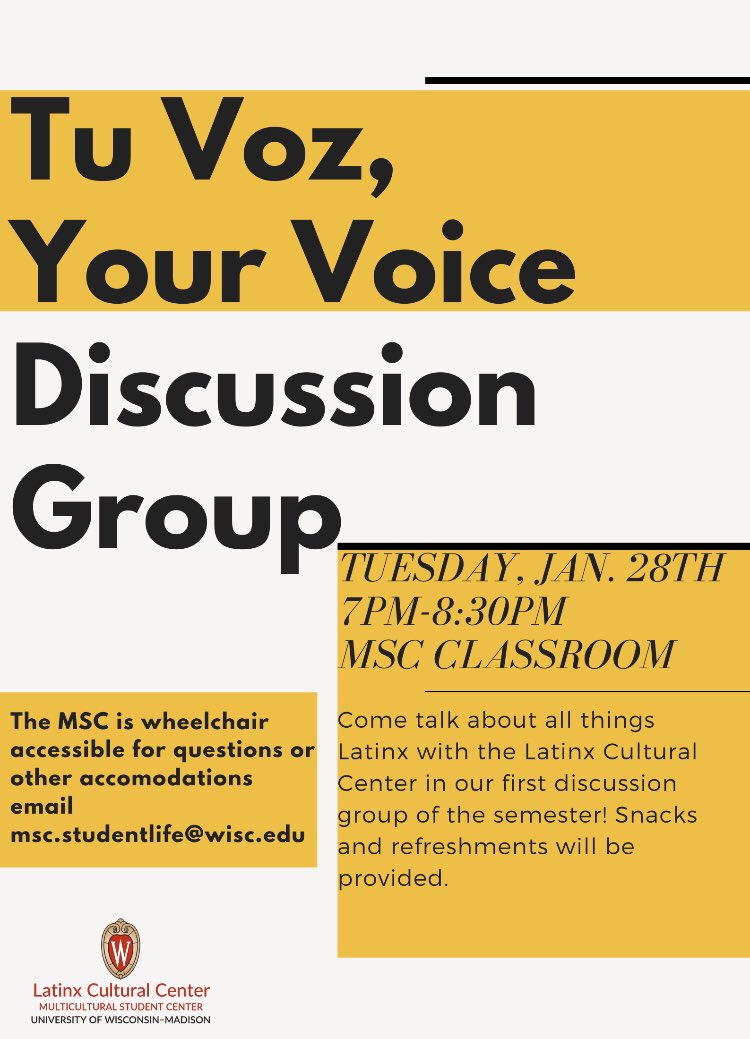 Tu Voz,
Your Voice
Discussion
Group
TUESDAY, JAN. 28TH
7PM-8:30PM
MSC CLASSROOM
Come talk about all things
Latinx with the Latinx Cultural
Center in our first discussion
group of the semester! Snacks
and refreshments will be
provided.
The MSC is wheelchair
accessible for questions or
other accomodations
email
msc.studentlife@wisc.edu
W
Latinx Cultural Center
MULTICULTURAL STUDENT CENTER
UNIVERSITY OF WISCONSIN–MADISON